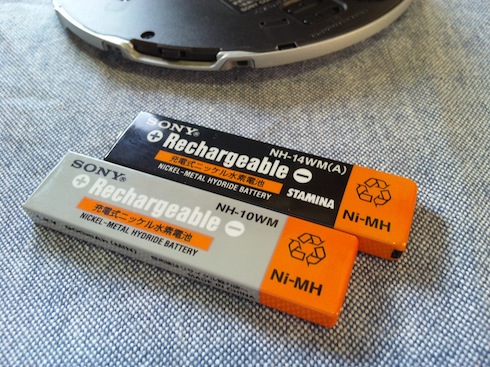 SONY®
+ Rechargeable −
充電式ニッケル水素電池
NICKEL-METAL HYDRIDE BATTERY
NH-14WM(A)
STAMINA
Ni-MH
SONY®
+ Rechargeable −
充電式ニッケル水素電池
NICKEL-METAL HYDRIDE BATTERY
NH-10WM
Ni-MH